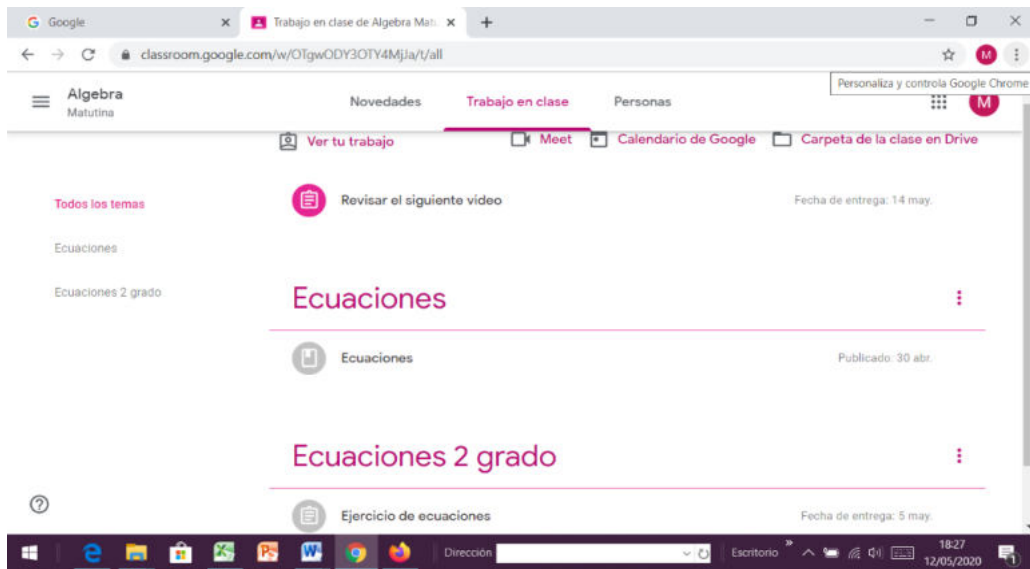 Google
Trabajo en clase de Algebra Matu
classroom.google.com/w/OTgwODY3OTY4MjJa/t/all
M
Personaliza y controla Google Chrome
Algebra
Matutina
Novedades
Trabajo en clase
Personas
M
Ver tu trabajo
Meet
Calendario de Google
Carpeta de la clase en Drive
Todos los temas
Ecuaciones
Ecuaciones 2 grado
Revisar el siguiente video
Fecha de entrega: 14 may.
Ecuaciones
Ecuaciones
Publicado: 30 abr.
Ecuaciones 2 grado
Ejercicio de ecuaciones
Fecha de entrega: 5 may.
Dirección
Escritorio
18:27
12/05/2020